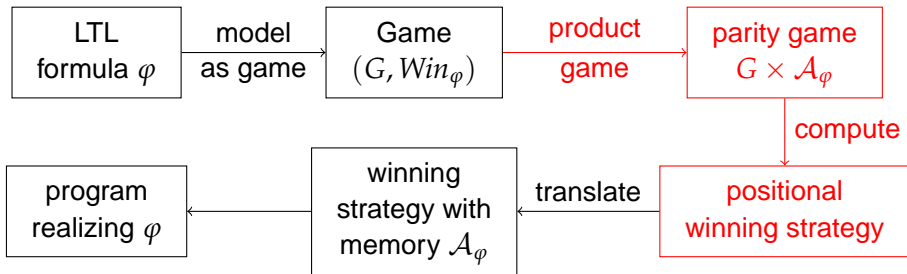 LTL
formula φ
model
as game
Game
(G, Win_φ)
product
game
parity game
G × 𝒜_φ
compute
positional
winning strategy
translate
winning
strategy with
memory 𝒜_φ
program
realizing φ